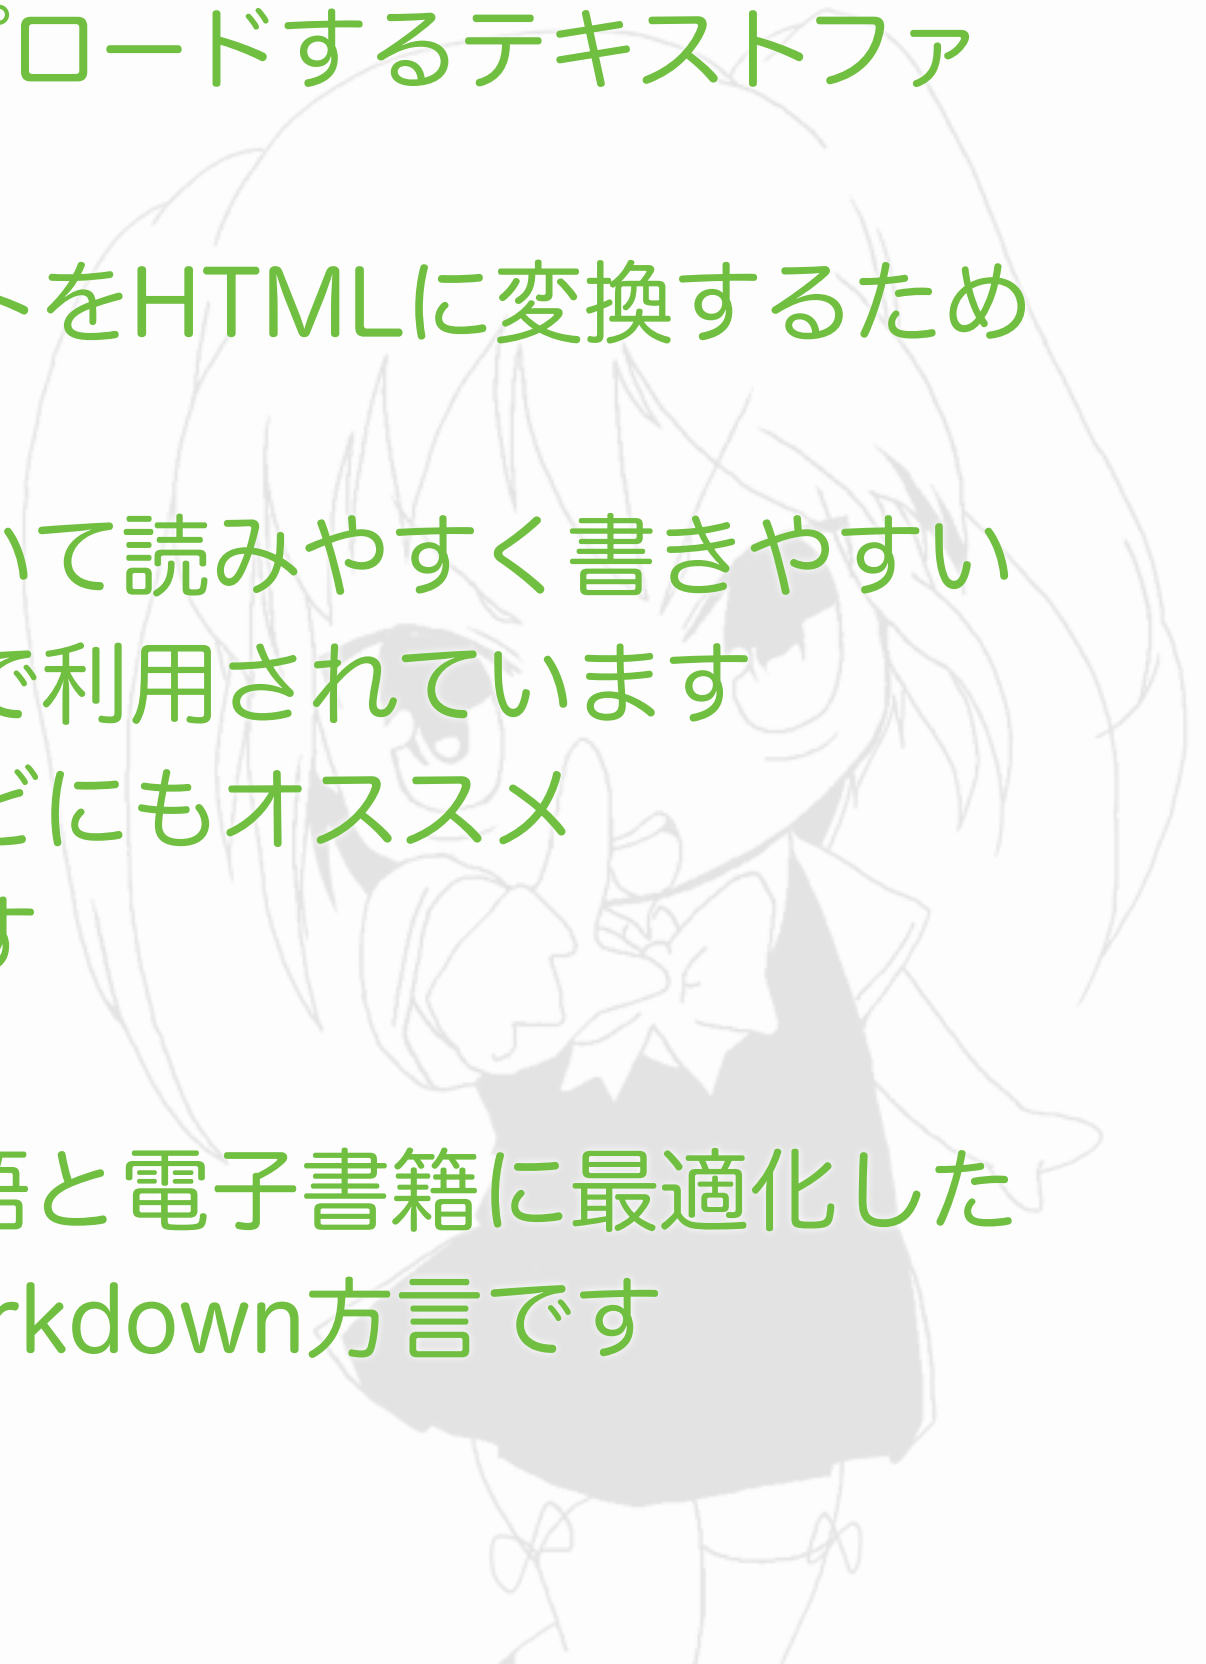 プロードするテキストファ
トをHTMLに変換するため
いて読みやすく書きやすい
で利用されています
どにもオススメ
す
語と電子書籍に最適化した
rkdown方言です